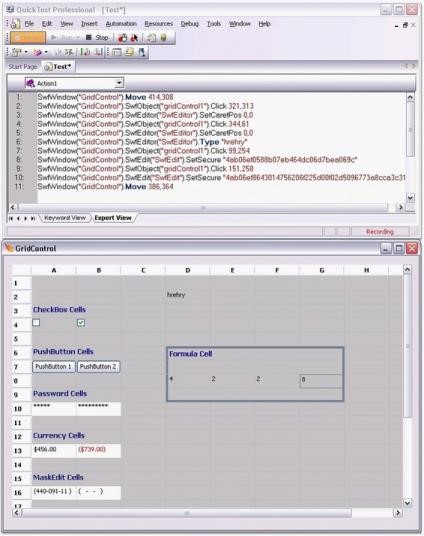 QuickTest Professional - [Test*]
File Edit View Insert Automation Resources Debug Tools Window Help
Run Stop
Start Page Test*
Action1
1: SwfWindow("GridControl").Move 414,308
2: SwfWindow("GridControl").SwfObject("gridControl1").Click 321,313
3: SwfWindow("GridControl").SwfEditor("SwfEditor").SetCaretPos 0,0
4: SwfWindow("GridControl").SwfObject("gridControl1").Click 344,61
5: SwfWindow("GridControl").SwfEditor("SwfEditor").SetCaretPos 0,0
6: SwfWindow("GridControl").SwfEditor("SwfEditor").Type "hrehry"
7: SwfWindow("GridControl").SwfObject("gridControl1").Click 99,254
8: SwfWindow("GridControl").SwfEdit("SwfEdit").SetSecure
9: SwfWindow("GridControl").SwfObject("gridControl1").Click 151,258
10: SwfWindow("GridControl").SwfEdit("SwfEdit").SetSecure
11: SwfWindow("GridControl").Move 386,364
Keyword View Expert View
Recording
GridControl
A B C D E F G H
1
2 hrehry
3 CheckBox Cells
4
5
6 PushButton Cells Formula Cell
7 PushButton 1 PushButton 2
8 4 2 2 8
9 Password Cells
10 ***** *********
11
12 Currency Cells
13 $456.00 ($739.00)
14
15 MaskEdit Cells
16 (440-091-11 ) ( - - )
17